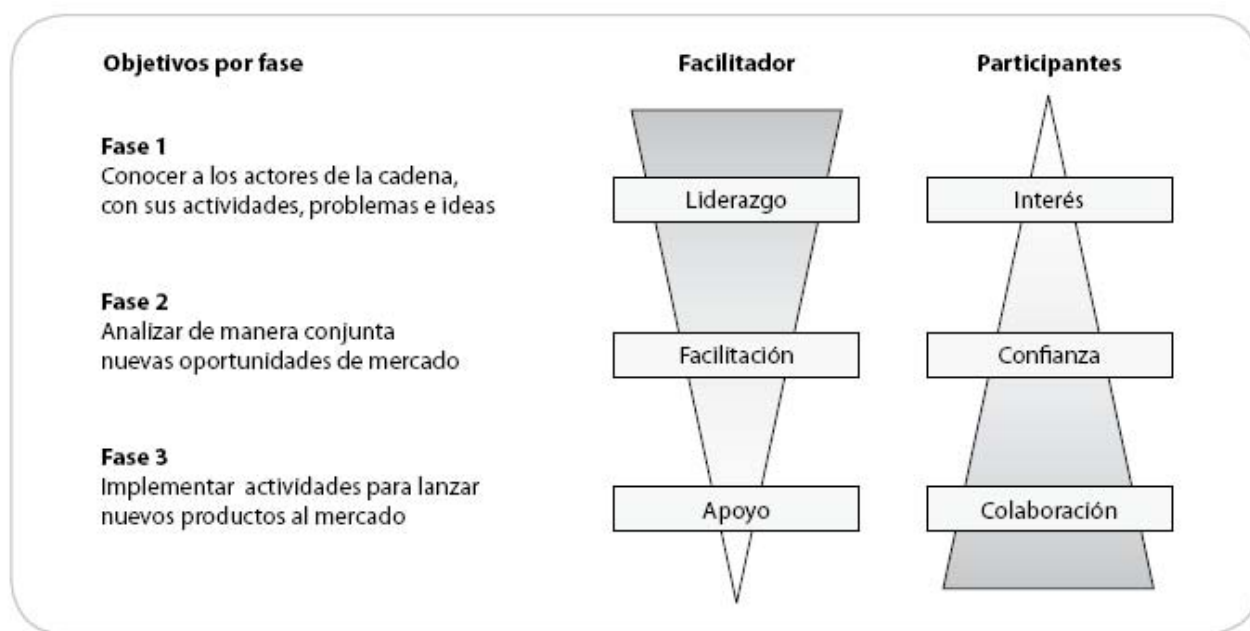 Objetivos por fase
Facilitador
Participantes
Fase 1
Conocer a los actores de la cadena,
con sus actividades, problemas e ideas
Liderazgo
Interés
Fase 2
Analizar de manera conjunta
nuevas oportunidades de mercado
Facilitación
Confianza
Fase 3
Implementar actividades para lanzar
nuevos productos al mercado
Apoyo
Colaboración